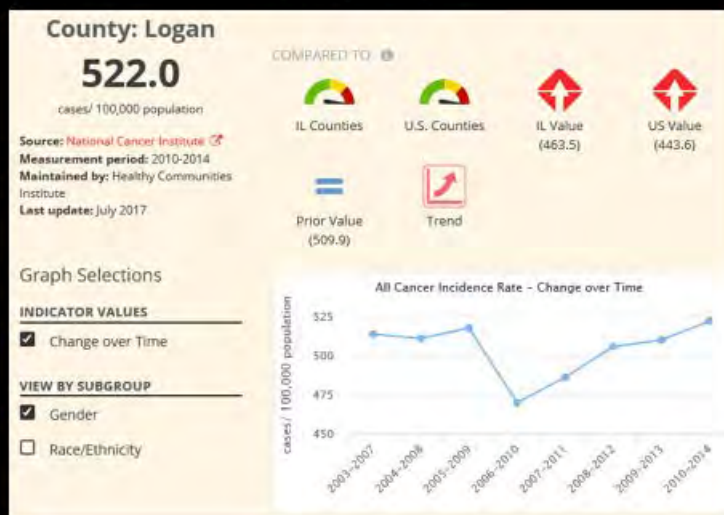 County: Logan
522.0
cases/ 100,000 population
Source: National Cancer Institute
Measurement period: 2010-2014
Maintained by: Healthy Communities
Institute
Last update: July 2017
COMPARED TO
IL Counties
U.S. Counties
IL Value
(463.5)
US Value
(443.6)
Prior Value
(509.9)
Trend
Graph Selections
INDICATOR VALUES
Change over Time
VIEW BY SUBGROUP
Gender
Race/Ethnicity
All Cancer Incidence Rate – Change over Time
cases/ 100,000 population
525
500
475
450
2003-2007
2004-2008
2005-2009
2006-2010
2007-2011
2008-2012
2009-2013
2010-2014